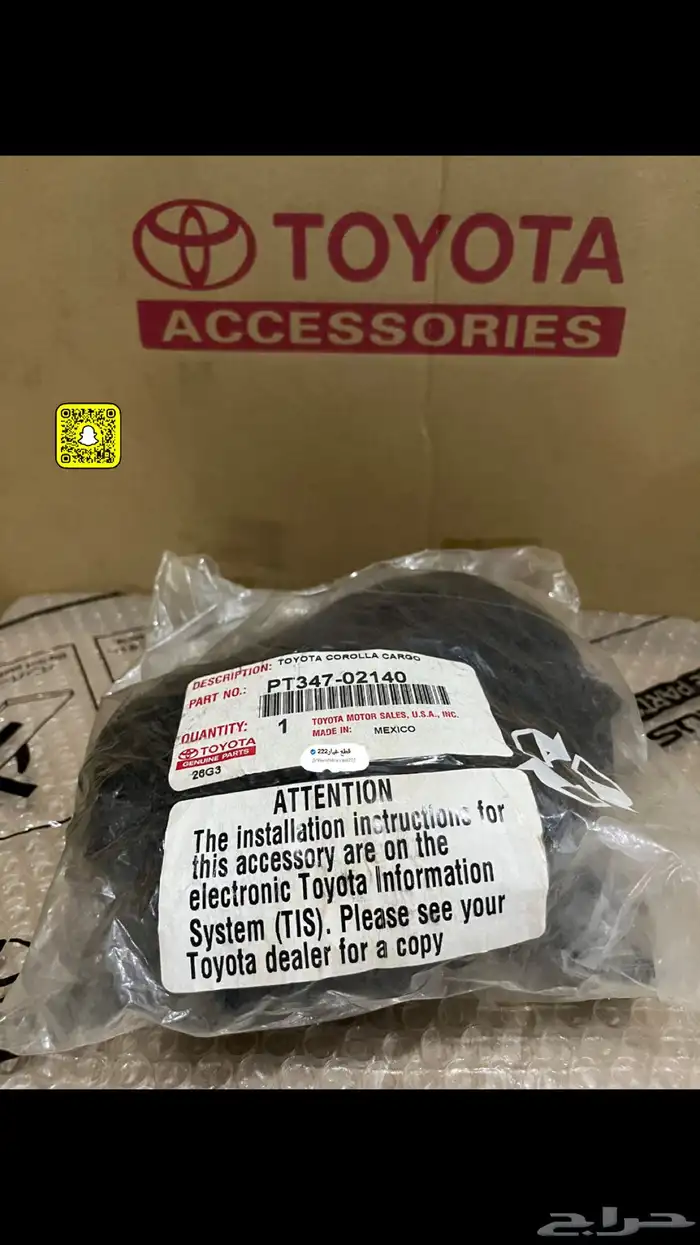 TOYOTA
ACCESSORIES
DESCRIPTION: TOYOTA COROLLA CARGO
PART NO.: PT347-02140
QUANTITY: 1
TOYOTA MOTOR SALES, U.S.A., INC.
MADE IN: MEXICO
TOYOTA
GENUINE PARTS
26G3
قطع غيار222
ATTENTION
The installation instructions for
this accessory are on the
electronic Toyota Information
System (TIS). Please see your
Toyota dealer for a copy
حراج